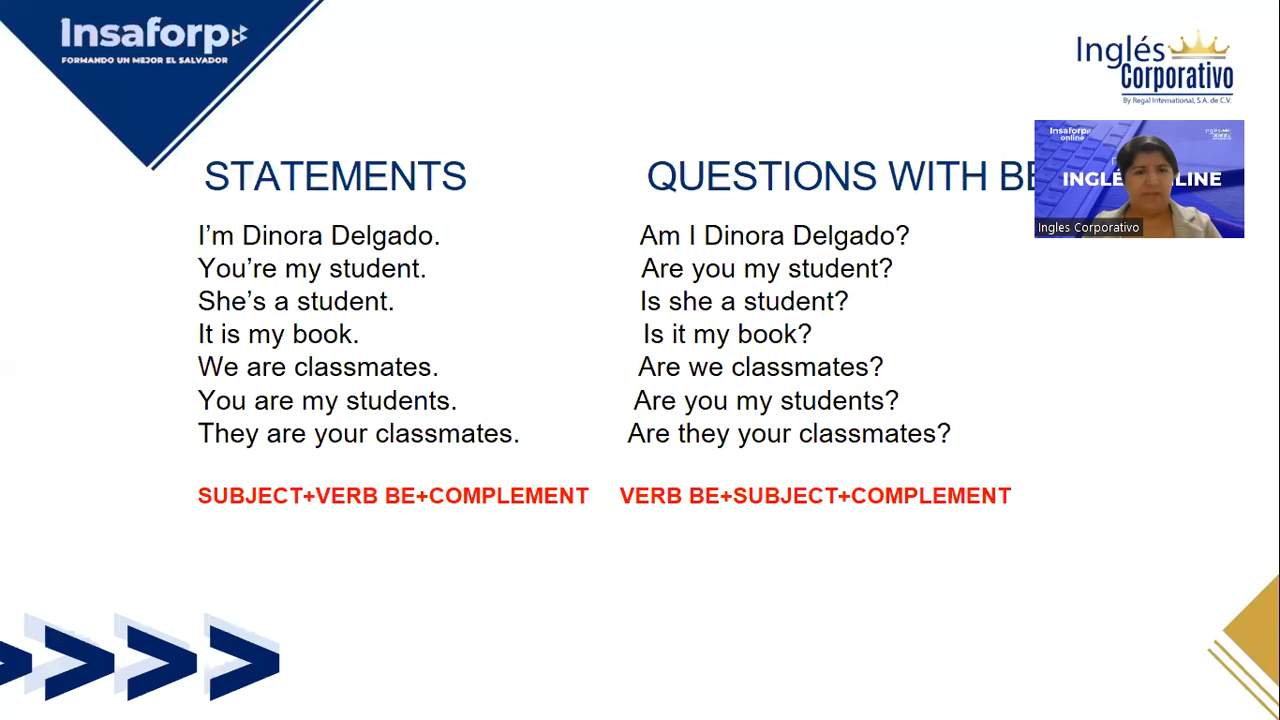 Insaforp
FORMANDO UN MEJOR EL SALVADOR
Inglés
Corporativo
By Regal International, S.A. de C.V.
Insaforp
online
INGLÉ LINE
Ingles Corporativo
STATEMENTS
I'm Dinora Delgado.
You're my student.
She's a student.
It is my book.
We are classmates.
You are my students.
They are your classmates.
SUBJECT+VERB BE+COMPLEMENT
QUESTIONS WITH BE
Am I Dinora Delgado?
Are you my student?
Is she a student?
Is it my book?
Are we classmates?
Are you my students?
Are they your classmates?
VERB BE+SUBJECT+COMPLEMENT